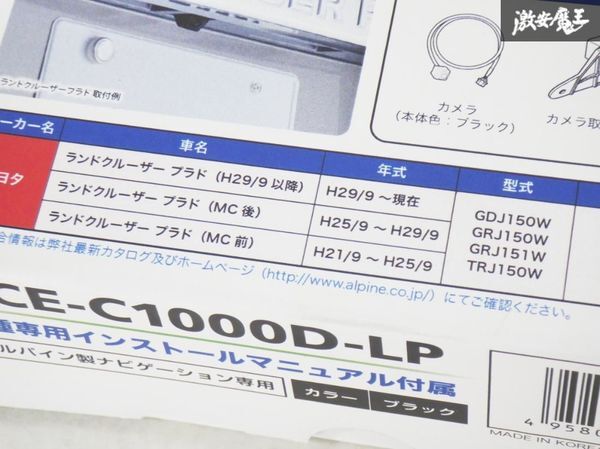 激安魔王
ランドクルーザープラド 取付例
カメラ
(本体色：ブラック)
カメラ取
ーカー名 車名 年式 型式
ヨタ
ランドクルーザー プラド（H29/9 以降） H29/9 ～現在
ランドクルーザー プラド（MC 後） H25/9 ～ H29/9
ランドクルーザー プラド（MC 前） H21/9 ～ H25/9
GDJ150W
GRJ150W
GRJ151W
TRJ150W
合情報は弊社最新カタログ及びホームページ（http://www.alpine.co.jp/）にてご確認ください。
CE-C1000D-LP
種専用インストールマニュアル付属
ルパイン製ナビゲーション専用 カラー ブラック
4 9580
MADE IN KORE